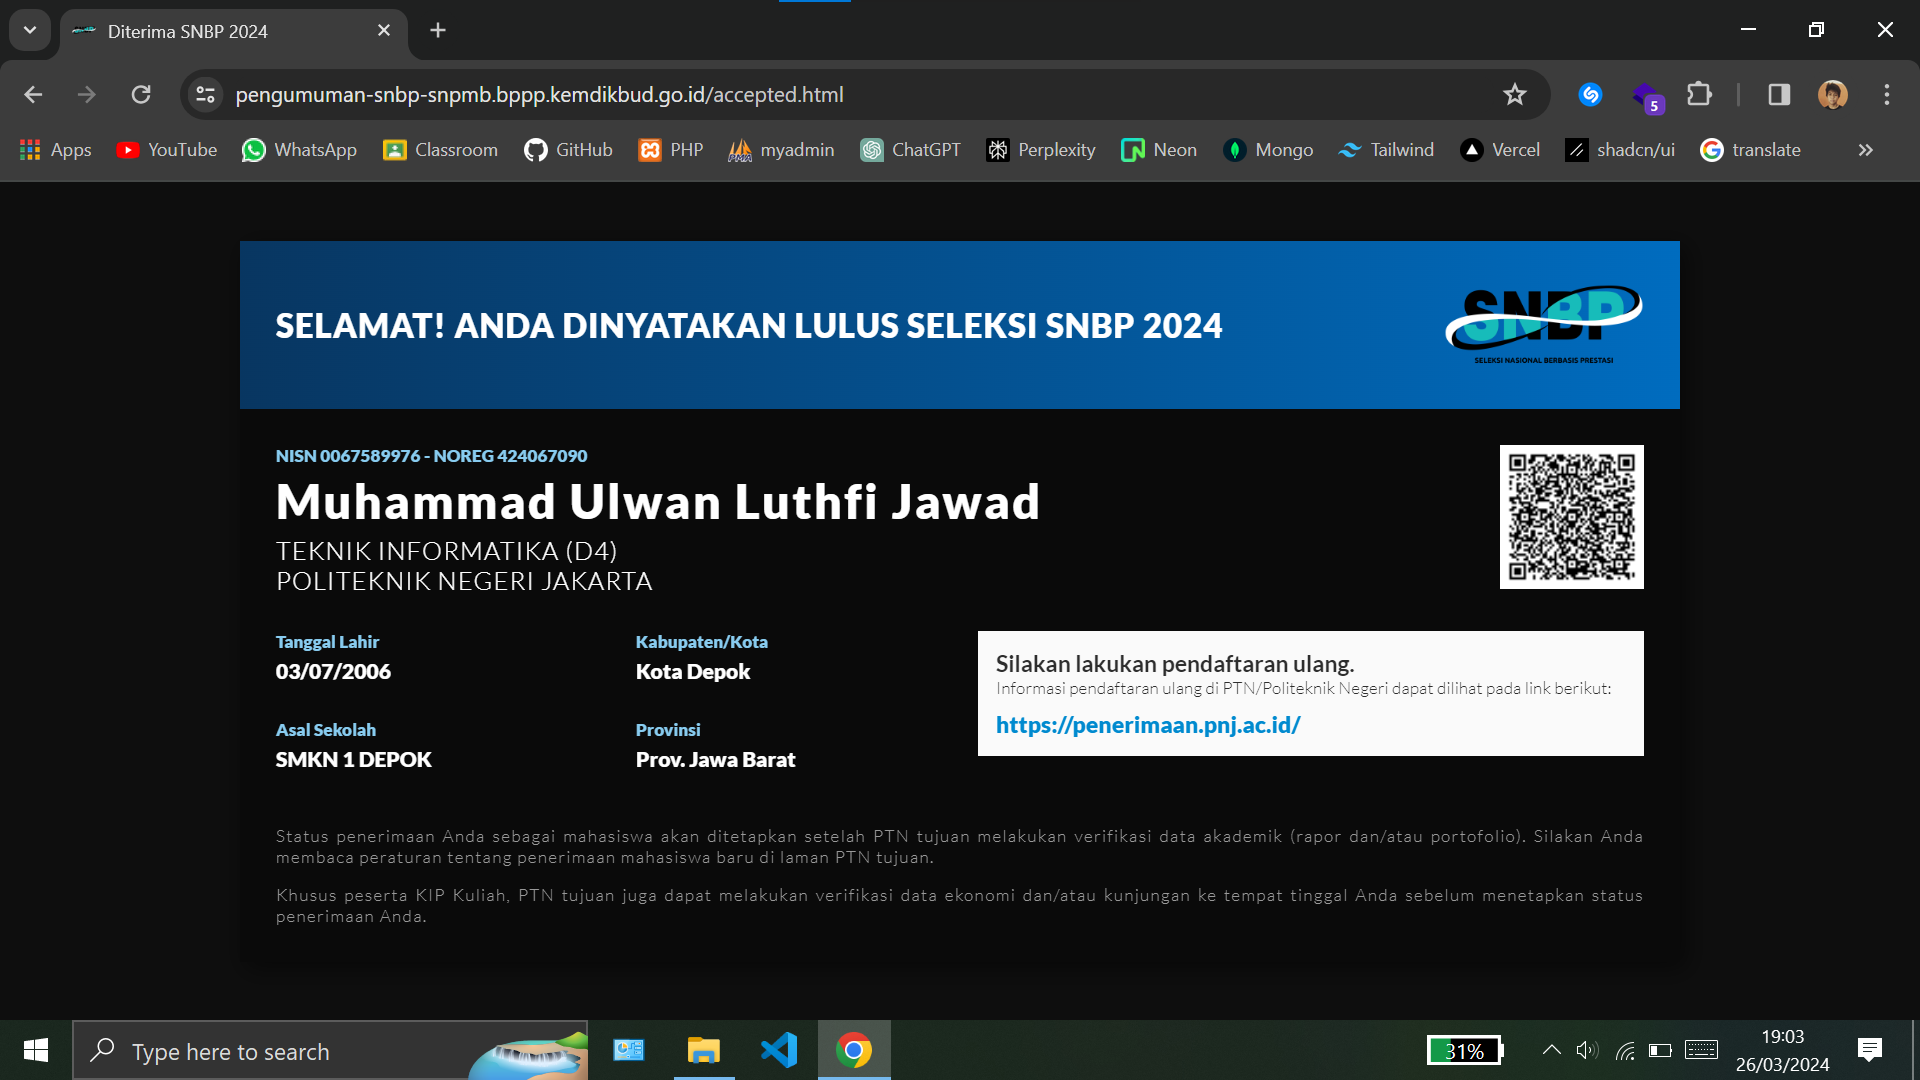 Diterima SNBP 2024
pengumuman-snbp-snpmb.bppp.kemdikbud.go.id/accepted.html
5
Apps YouTube WhatsApp Classroom GitHub PHP myadmin ChatGPT Perplexity Neon Mongo Tailwind Vercel shadcn/ui translate
SELAMAT! ANDA DINYATAKAN LULUS SELEKSI SNBP 2024
SNBP
SELEKSI NASIONAL BERBASIS PRESTASI
NISN 0067589976 - NOREG 424067090
Muhammad Ulwan Luthfi Jawad
TEKNIK INFORMATIKA (D4)
POLITEKNIK NEGERI JAKARTA
Tanggal Lahir
03/07/2006
Kabupaten/Kota
Kota Depok
Asal Sekolah
SMKN 1 DEPOK
Provinsi
Prov. Jawa Barat
Silakan lakukan pendaftaran ulang.
Informasi pendaftaran ulang di PTN/Politeknik Negeri dapat dilihat pada link berikut:
https://penerimaan.pnj.ac.id/
Status penerimaan Anda sebagai mahasiswa akan ditetapkan setelah PTN tujuan melakukan verifikasi data akademik (rapor dan/atau portofolio). Silakan Anda
membaca peraturan tentang penerimaan mahasiswa baru di laman PTN tujuan.
Khusus peserta KIP Kuliah, PTN tujuan juga dapat melakukan verifikasi data ekonomi dan/atau kunjungan ke tempat tinggal Anda sebelum menetapkan status
penerimaan Anda.
Type here to search
31%
19:03
26/03/2024